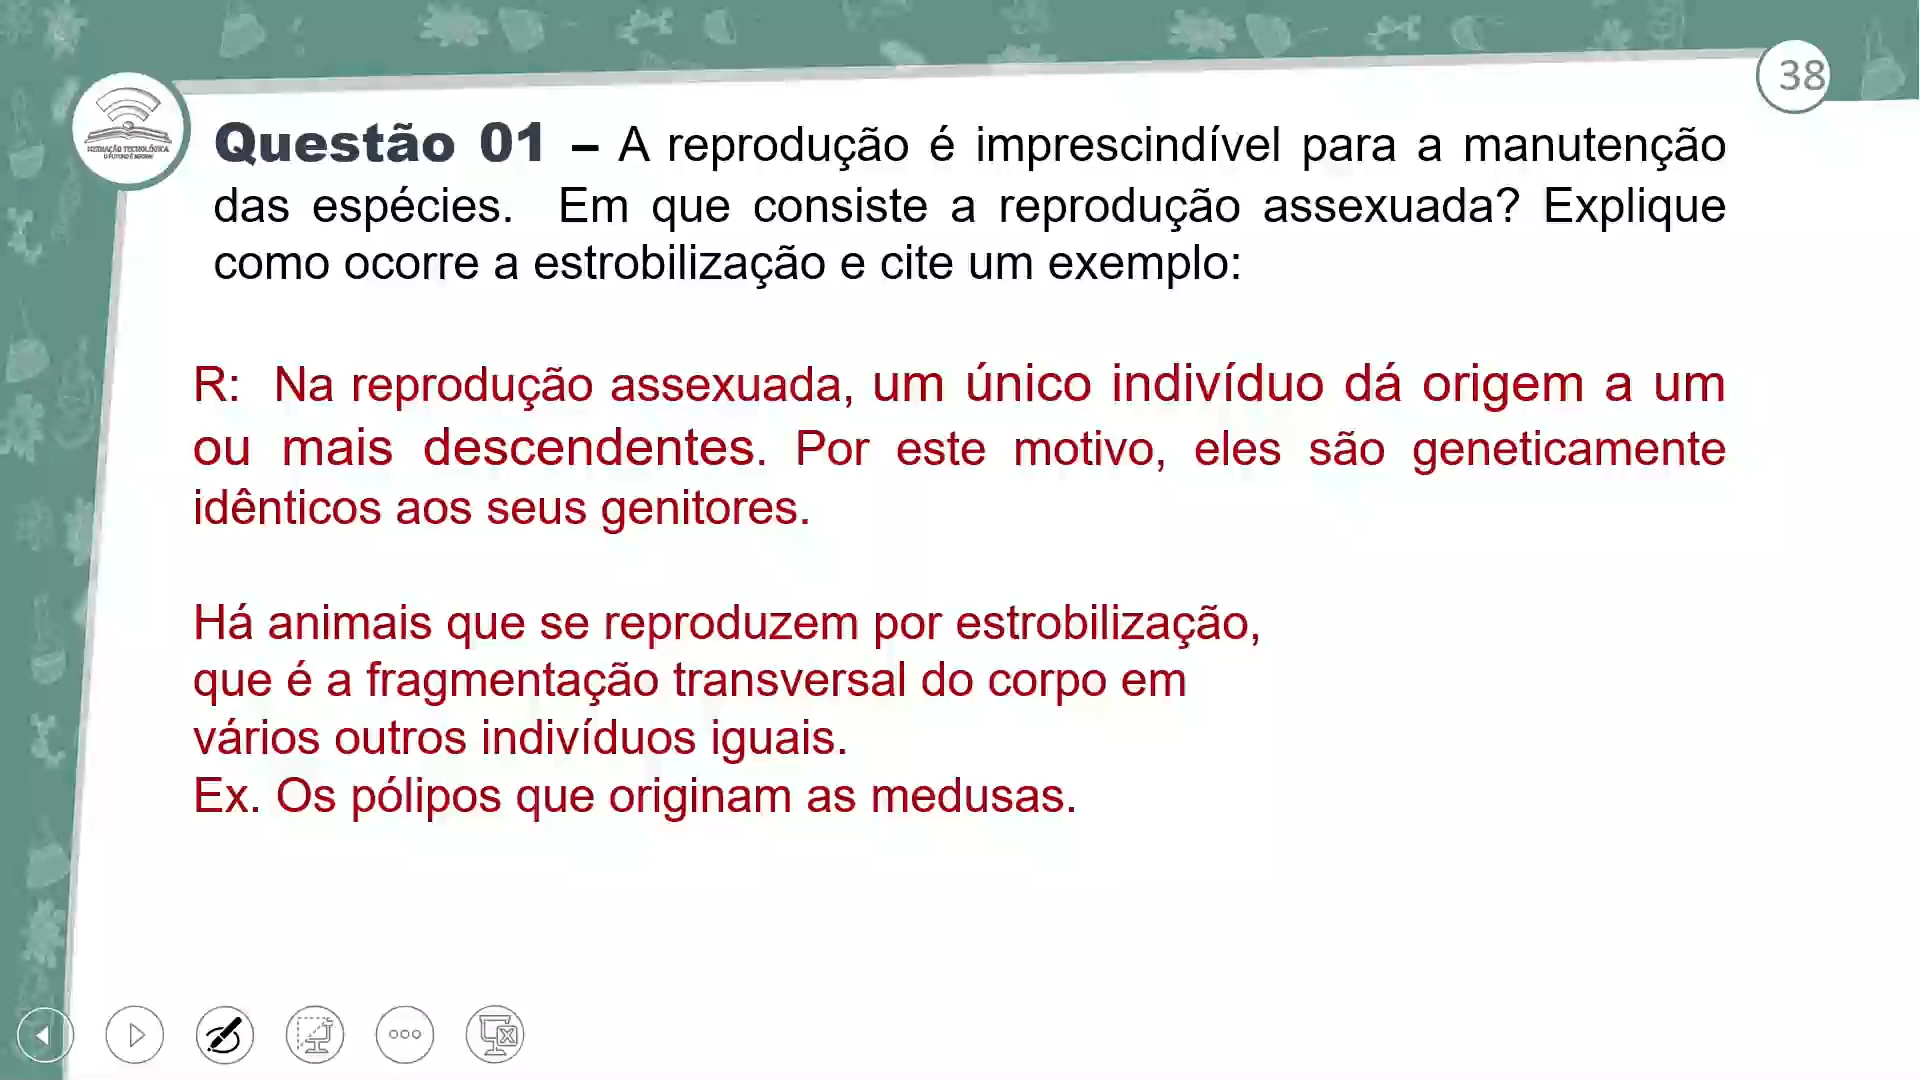 38
MEDIAÇÃO TECNOLÓGICA
Questão 01 – A reprodução é imprescindível para a manutenção
das espécies. Em que consiste a reprodução assexuada? Explique
como ocorre a estrobilização e cite um exemplo:
R: Na reprodução assexuada, um único indivíduo dá origem a um
ou mais descendentes. Por este motivo, eles são geneticamente
idênticos aos seus genitores.
Há animais que se reproduzem por estrobilização,
que é a fragmentação transversal do corpo em
vários outros indivíduos iguais.
Ex. Os pólipos que originam as medusas.